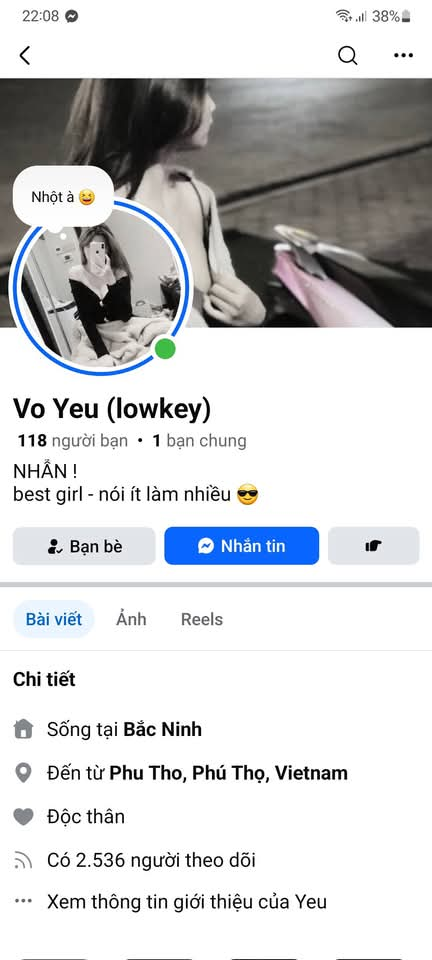 22:08 38%
Nhột à 😆
Vo Yeu (lowkey)
118 người bạn • 1 bạn chung
NHẪN !
best girl - nói ít làm nhiều 😎
Bạn bè Nhắn tin
Bài viết Ảnh Reels
Chi tiết
Sống tại Bắc Ninh
Đến từ Phu Tho, Phú Thọ, Vietnam
Độc thân
Có 2.536 người theo dõi
Xem thông tin giới thiệu của Yeu